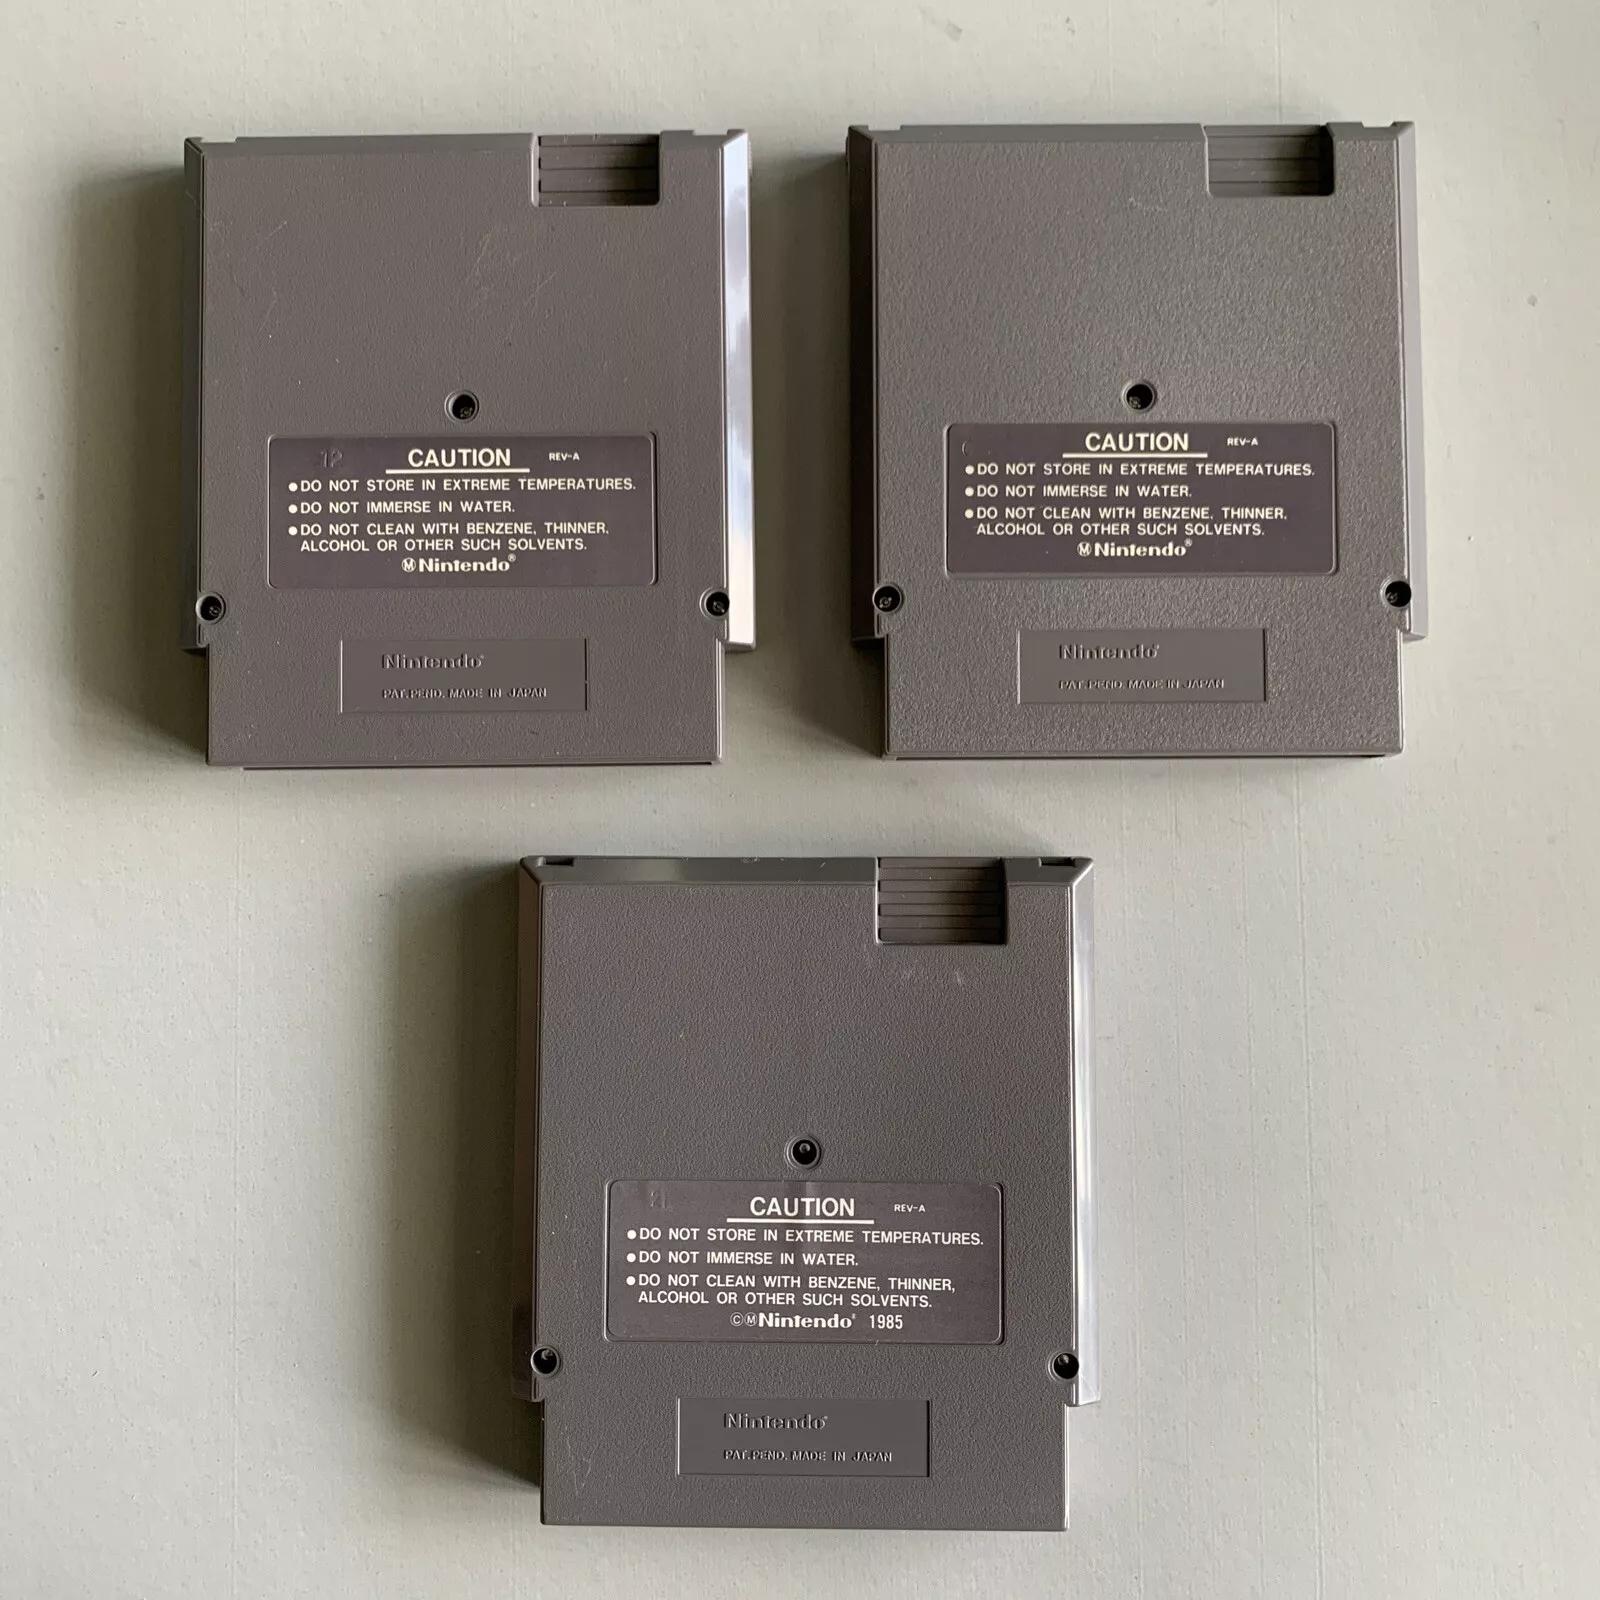 12
CAUTION REV-A
●DO NOT STORE IN EXTREME TEMPERATURES.
●DO NOT IMMERSE IN WATER.
●DO NOT CLEAN WITH BENZENE, THINNER,
ALCOHOL OR OTHER SUCH SOLVENTS.
ⓂNintendo®
Nintendo®
PAT.PEND. MADE IN JAPAN
CAUTION REV-A
●DO NOT STORE IN EXTREME TEMPERATURES.
●DO NOT IMMERSE IN WATER.
●DO NOT CLEAN WITH BENZENE, THINNER,
ALCOHOL OR OTHER SUCH SOLVENTS.
ⓂNintendo®
Nintendo®
PAT.PEND. MADE IN JAPAN
CAUTION REV-A
●DO NOT STORE IN EXTREME TEMPERATURES.
●DO NOT IMMERSE IN WATER.
●DO NOT CLEAN WITH BENZENE, THINNER,
ALCOHOL OR OTHER SUCH SOLVENTS.
©ⓂNintendo® 1985
Nintendo®
PAT.PEND. MADE IN JAPAN